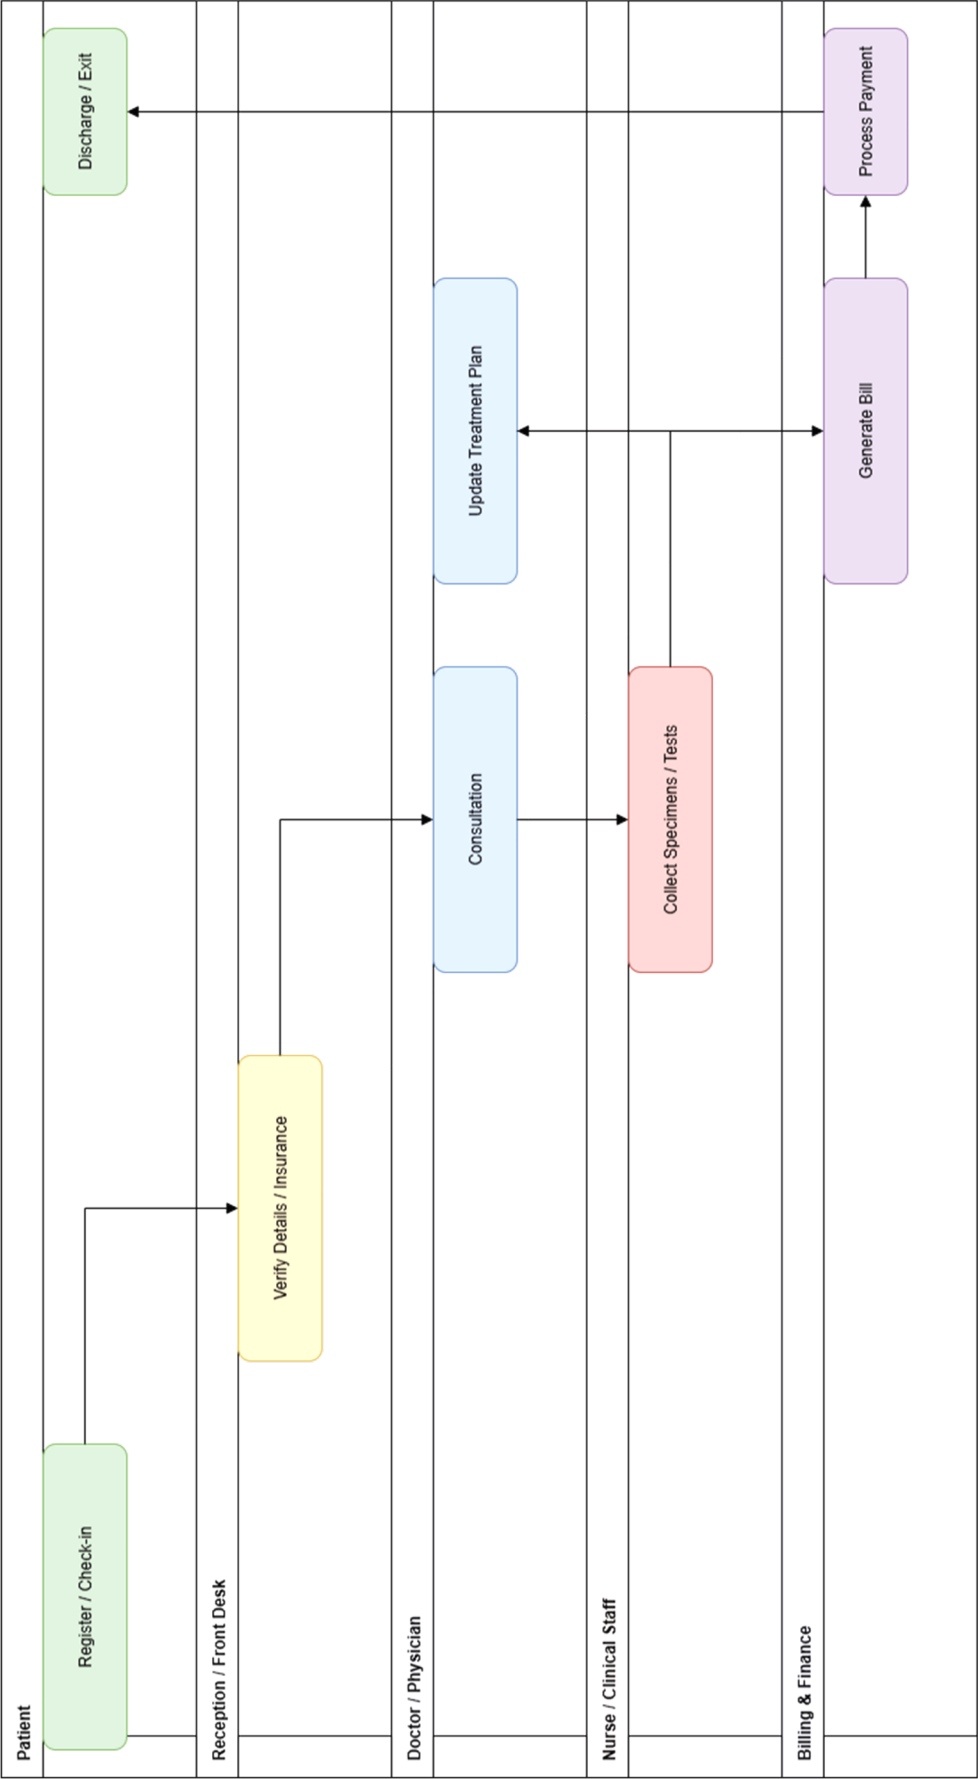 Patient
Register / Check-in
Discharge / Exit
Reception / Front Desk
Verify Details / Insurance
Doctor / Physician
Consultation
Update Treatment Plan
Nurse / Clinical Staff
Collect Specimens / Tests
Billing & Finance
Generate Bill
Process Payment